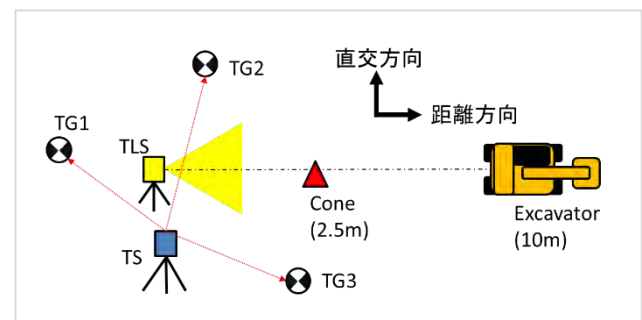 TG2
直交方向
TG1
距離方向
TLS
Cone
(2.5m)
Excavator
(10m)
TS
TG3